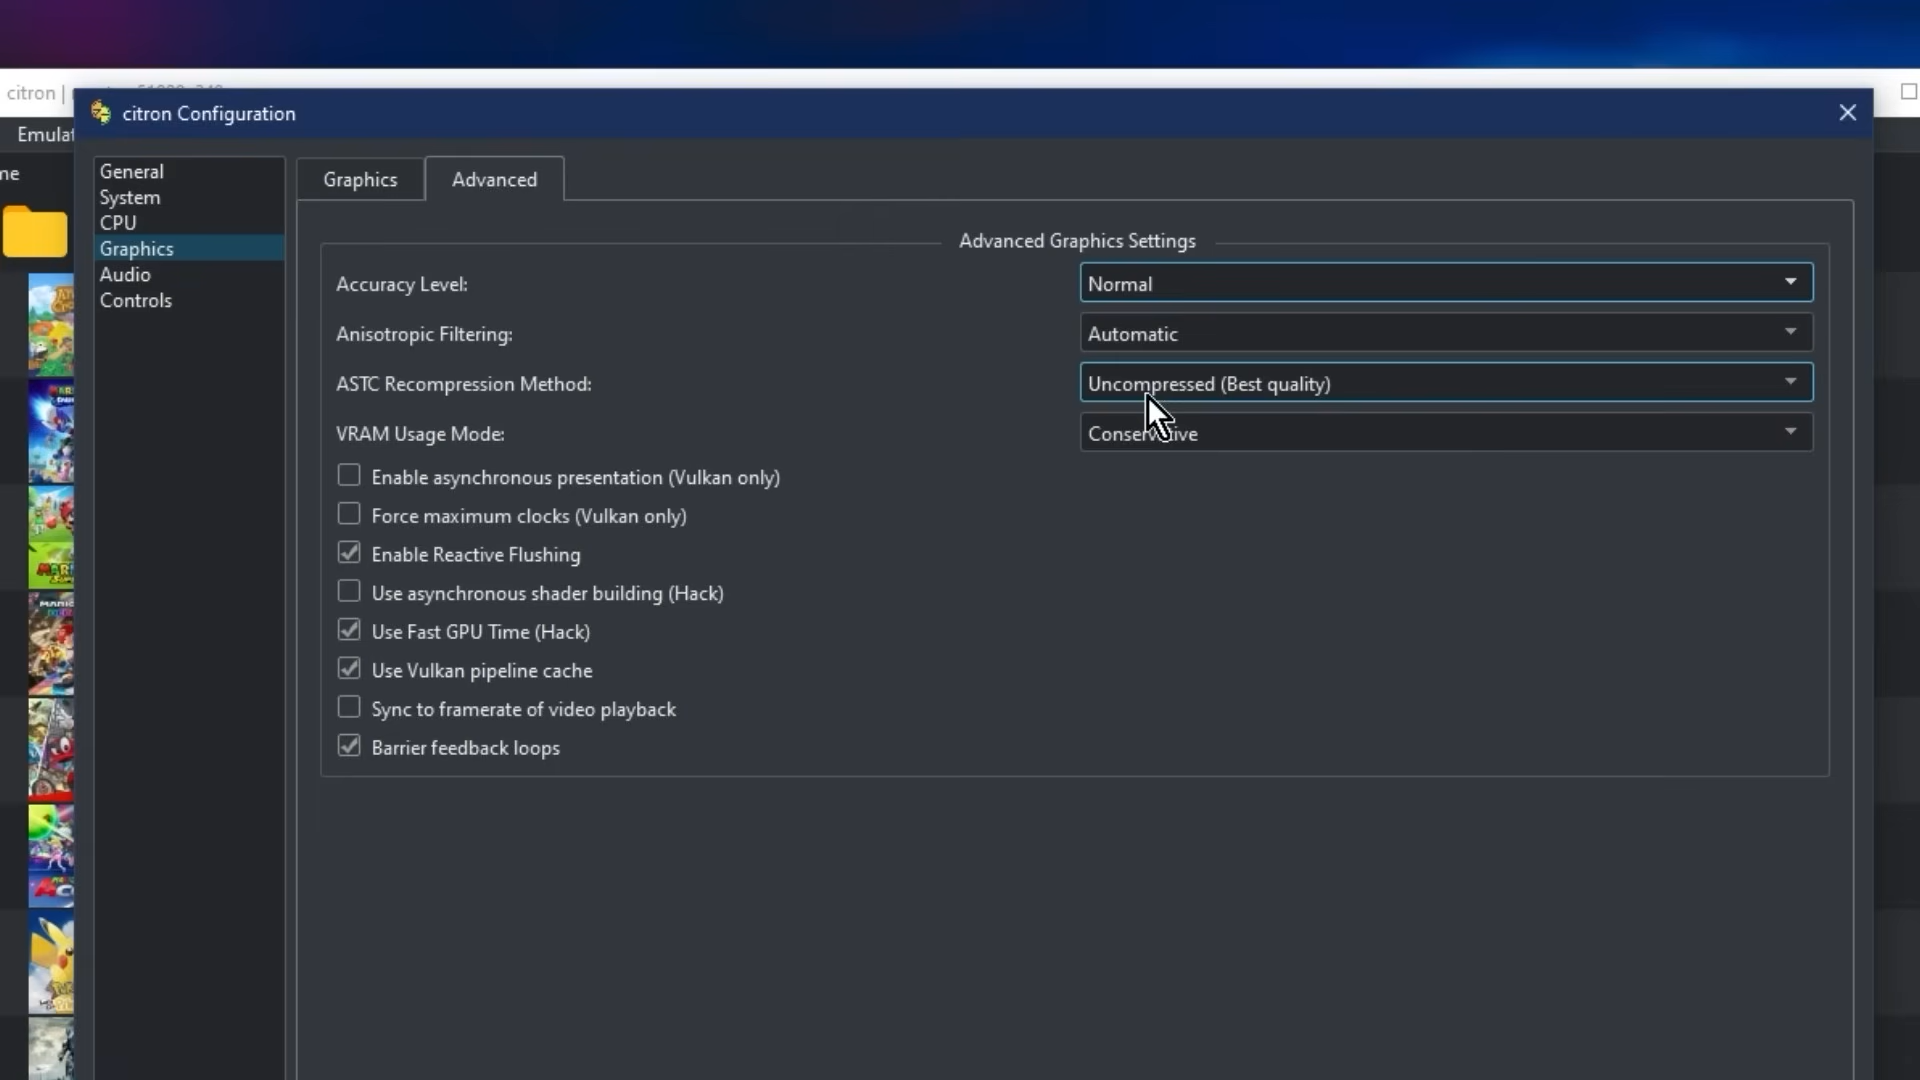 citron |
citron Configuration
Emulat
me
General
System
CPU
Graphics
Audio
Controls
Graphics
Advanced
Advanced Graphics Settings
Accuracy Level:
Normal
Anisotropic Filtering:
Automatic
ASTC Recompression Method:
Uncompressed (Best quality)
VRAM Usage Mode:
Conservative
Enable asynchronous presentation (Vulkan only)
Force maximum clocks (Vulkan only)
Enable Reactive Flushing
Use asynchronous shader building (Hack)
Use Fast GPU Time (Hack)
Use Vulkan pipeline cache
Sync to framerate of video playback
Barrier feedback loops